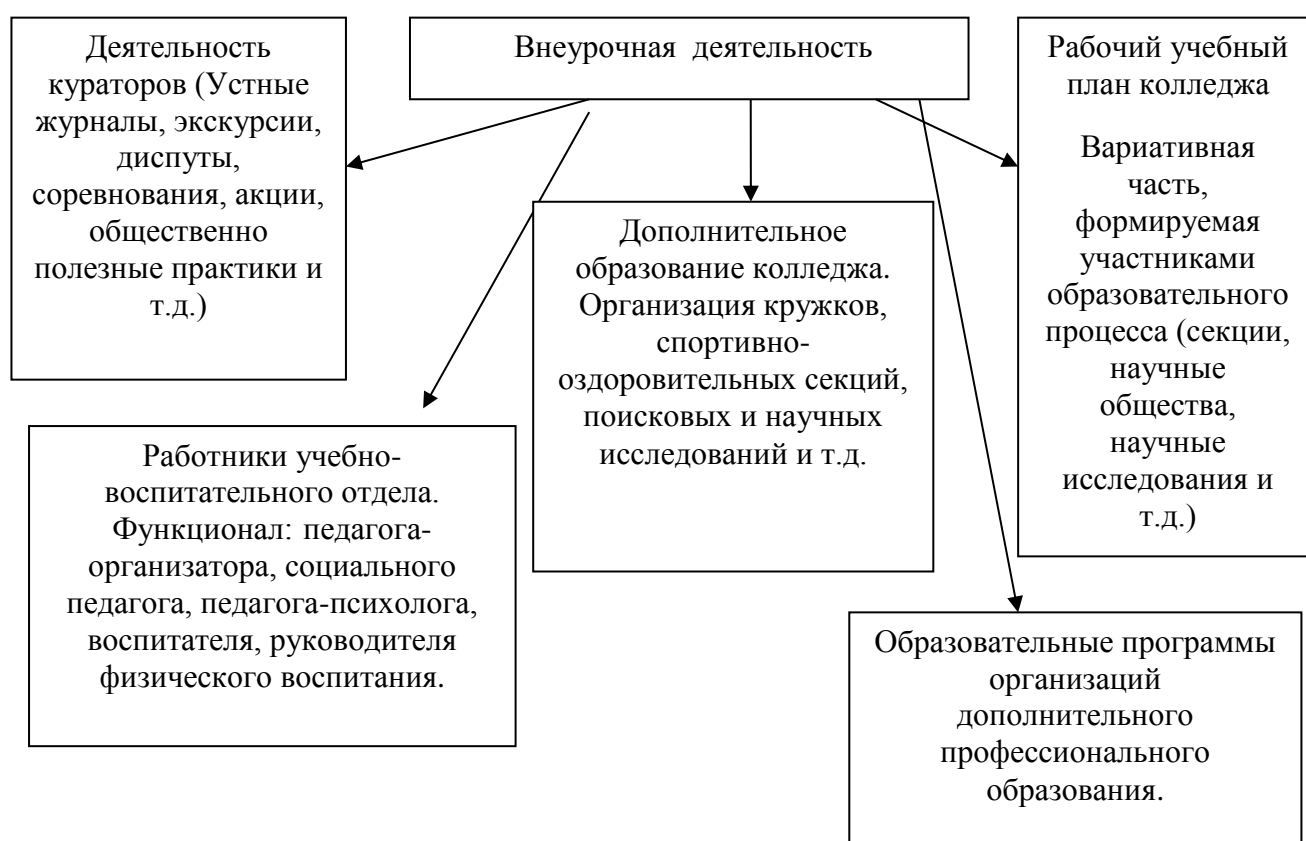 Деятельность
кураторов (Устные
журналы, экскурсии,
диспуты,
соревнования, акции,
общественно
полезные практики и
т.д.)
Внеурочная деятельность
Рабочий учебный
план колледжа
Вариативная
часть,
формируемая
участниками
образовательного
процесса (секции,
научные
общества,
научные
исследования и
т.д.)
Дополнительное
образование колледжа.
Организация кружков,
спортивно-
оздоровительных секций,
поисковых и научных
исследований и т.д.
Работники учебно-
воспитательного отдела.
Функционал: педагога-
организатора, социального
педагога, педагога-психолога,
воспитателя, руководителя
физического воспитания.
Образовательные программы
организаций
дополнительного
профессионального
образования.